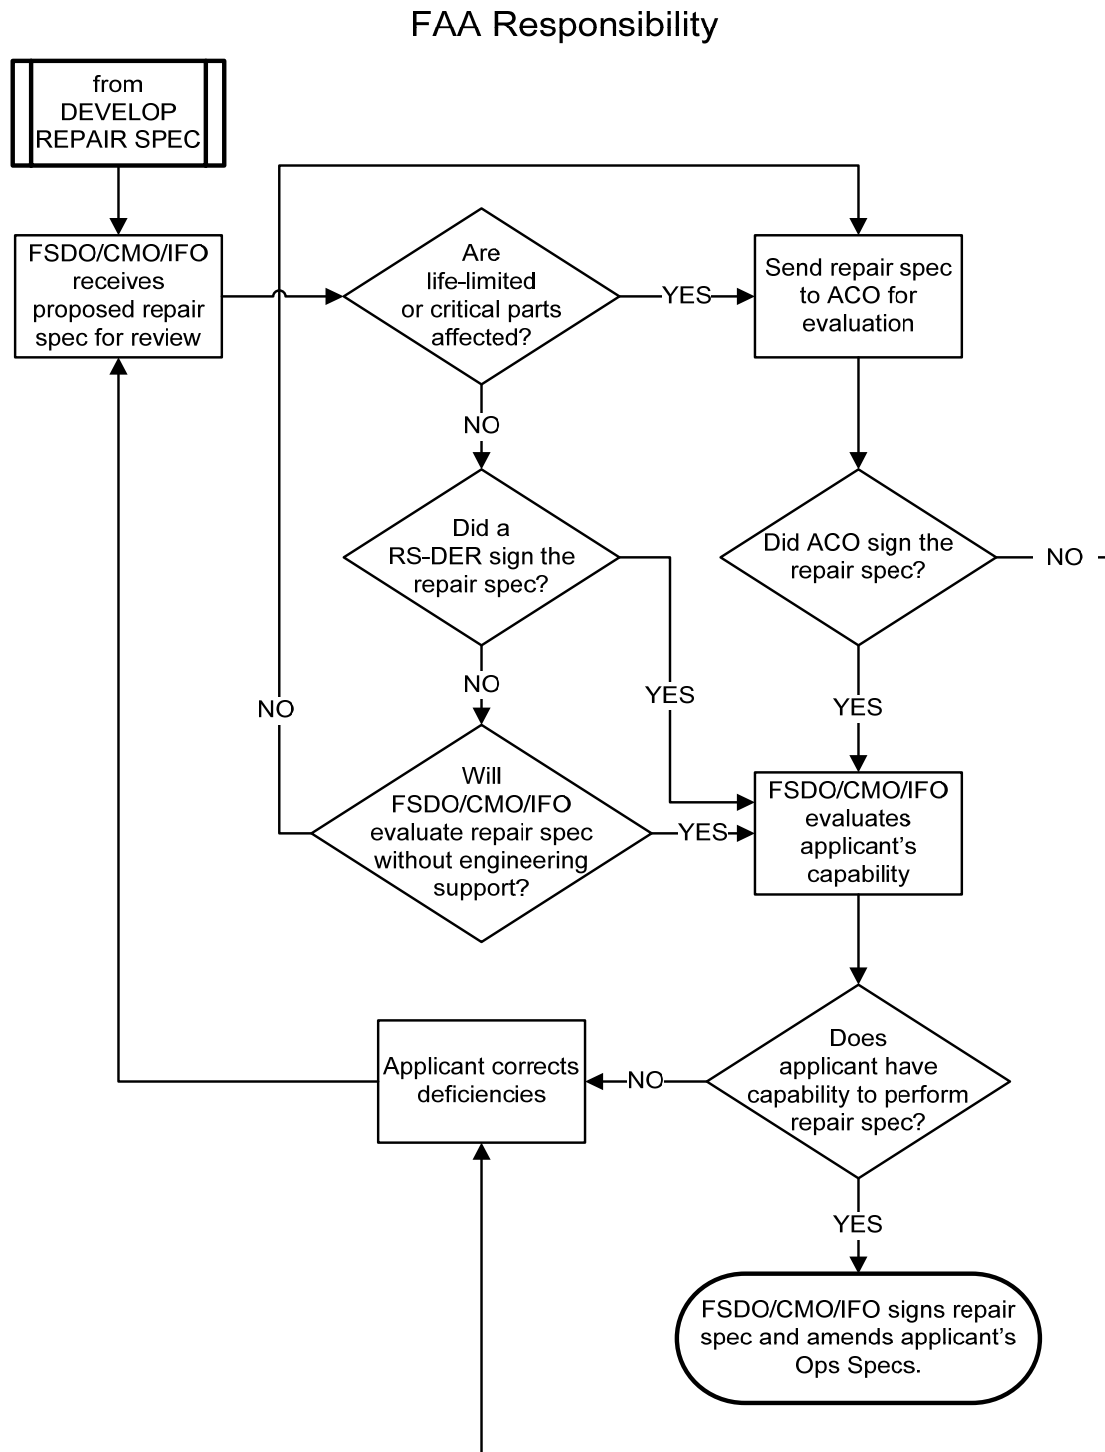 FAA Responsibility
from
DEVELOP
REPAIR SPEC
FSDO/CMO/IFO
receives
proposed repair
spec for review
Are
life-limited
or critical parts
affected?
YES
Send repair spec
to ACO for
evaluation
NO
Did a
RS-DER sign the
repair spec?
Did ACO sign the
repair spec?
NO
NO
YES
YES
NO
Will
FSDO/CMO/IFO
evaluate repair spec
without engineering
support?
YES
FSDO/CMO/IFO
evaluates
applicant's
capability
Applicant corrects
deficiencies
NO
Does
applicant have
capability to perform
repair spec?
YES
FSDO/CMO/IFO signs repair
spec and amends applicant's
Ops Specs.